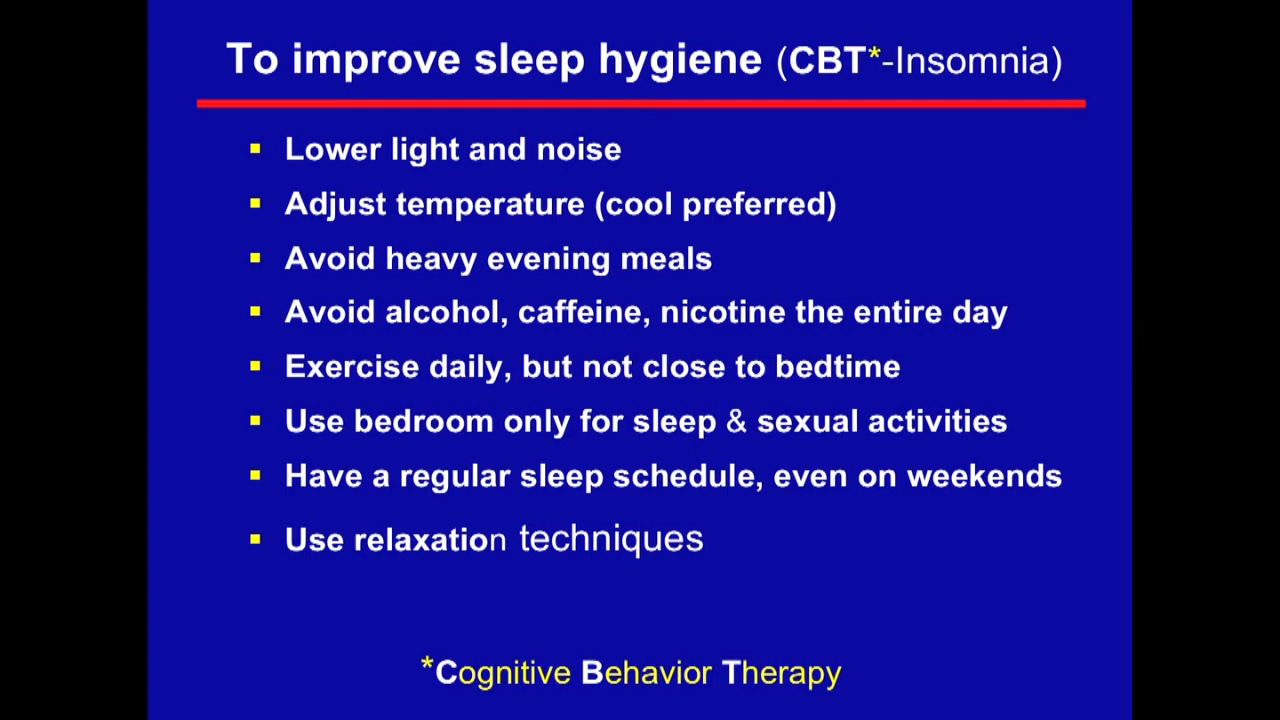 To improve sleep hygiene (CBT*-Insomnia)
▪ Lower light and noise
▪ Adjust temperature (cool preferred)
▪ Avoid heavy evening meals
▪ Avoid alcohol, caffeine, nicotine the entire day
▪ Exercise daily, but not close to bedtime
▪ Use bedroom only for sleep & sexual activities
▪ Have a regular sleep schedule, even on weekends
▪ Use relaxation techniques
*Cognitive Behavior Therapy